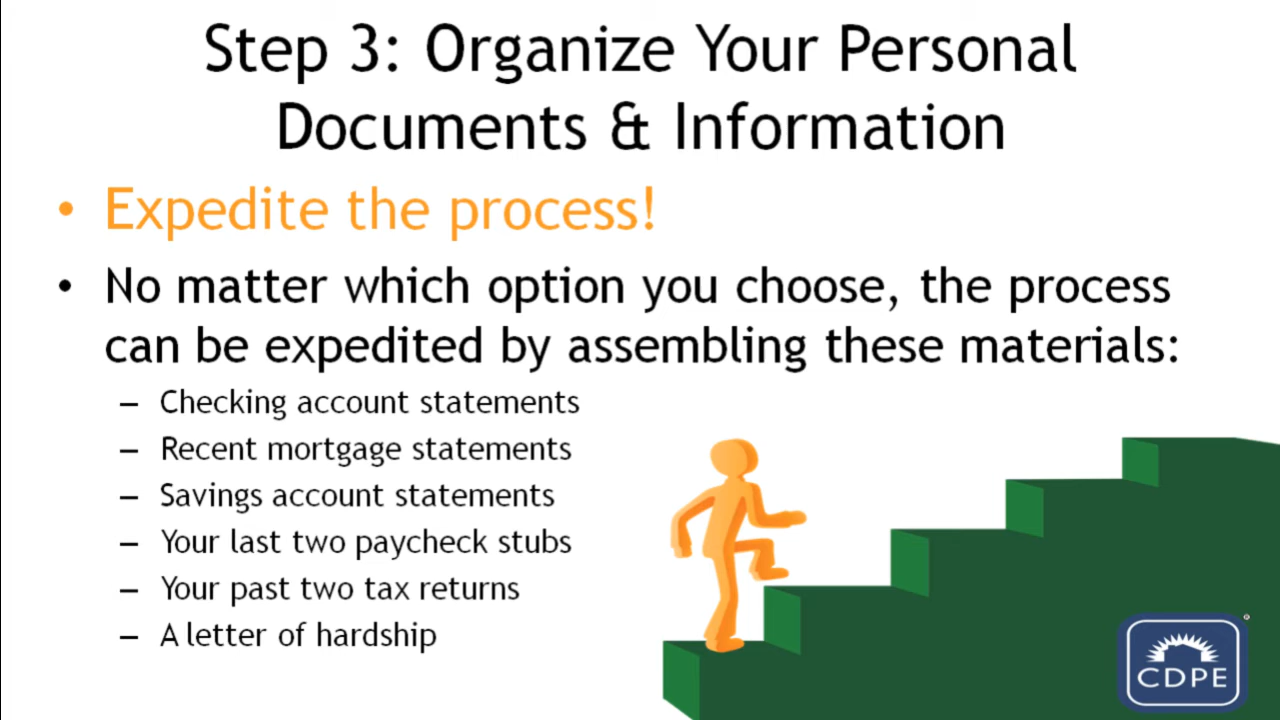 Step 3: Organize Your Personal
Documents & Information
• Expedite the process!
• No matter which option you choose, the process
can be expedited by assembling these materials:
– Checking account statements
– Recent mortgage statements
– Savings account statements
– Your last two paycheck stubs
– Your past two tax returns
– A letter of hardship
CDPE®